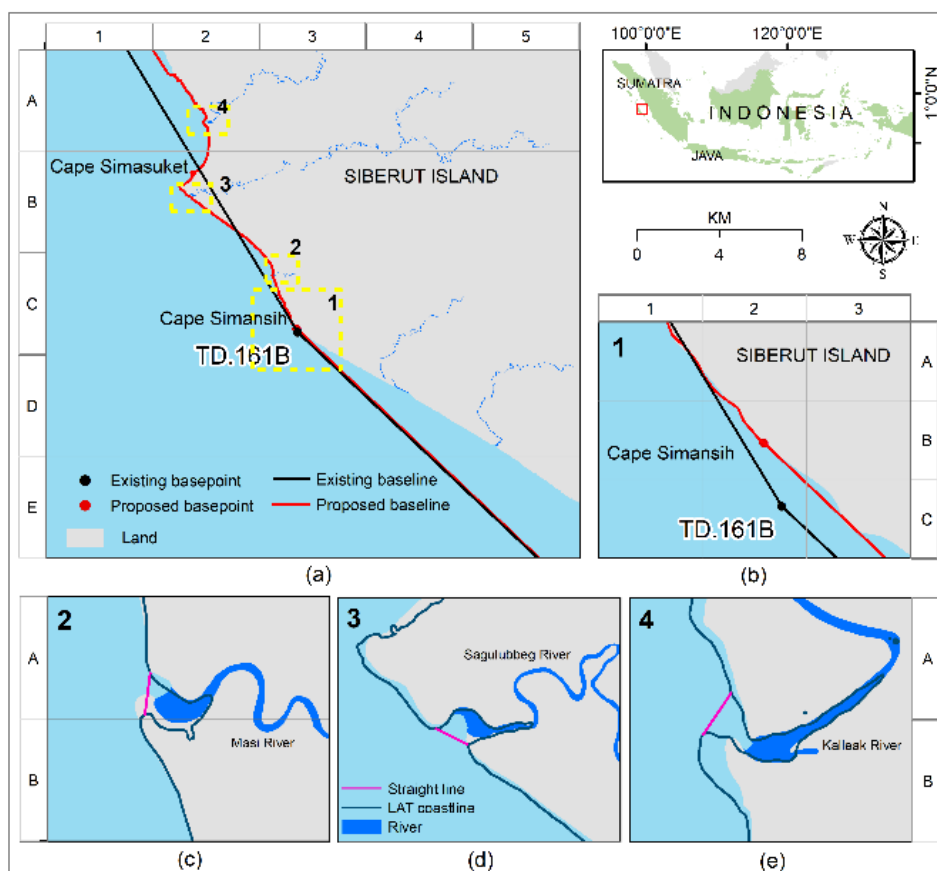 1 2 3 4 5
A
B
C
D
E
4
Cape Simasuket
3
SIBERUT ISLAND
2
1
Cape Simansih
TD.161B
Existing basepoint
Existing baseline
Proposed basepoint
Proposed baseline
Land
(a)
100°0'0"E 120°0'0"E
SUMATRA
INDONESIA
JAVA
1°0'0"N
KM
0 4 8
N
W E
S
1 2 3
1
SIBERUT ISLAND
A
B
C
Cape Simansih
TD.161B
(b)
A
B
2
Masi River
(c)
3
Sagulubbeg River
Straight line
LAT coastline
River
(d)
4
Kaileak River
A
B
(e)